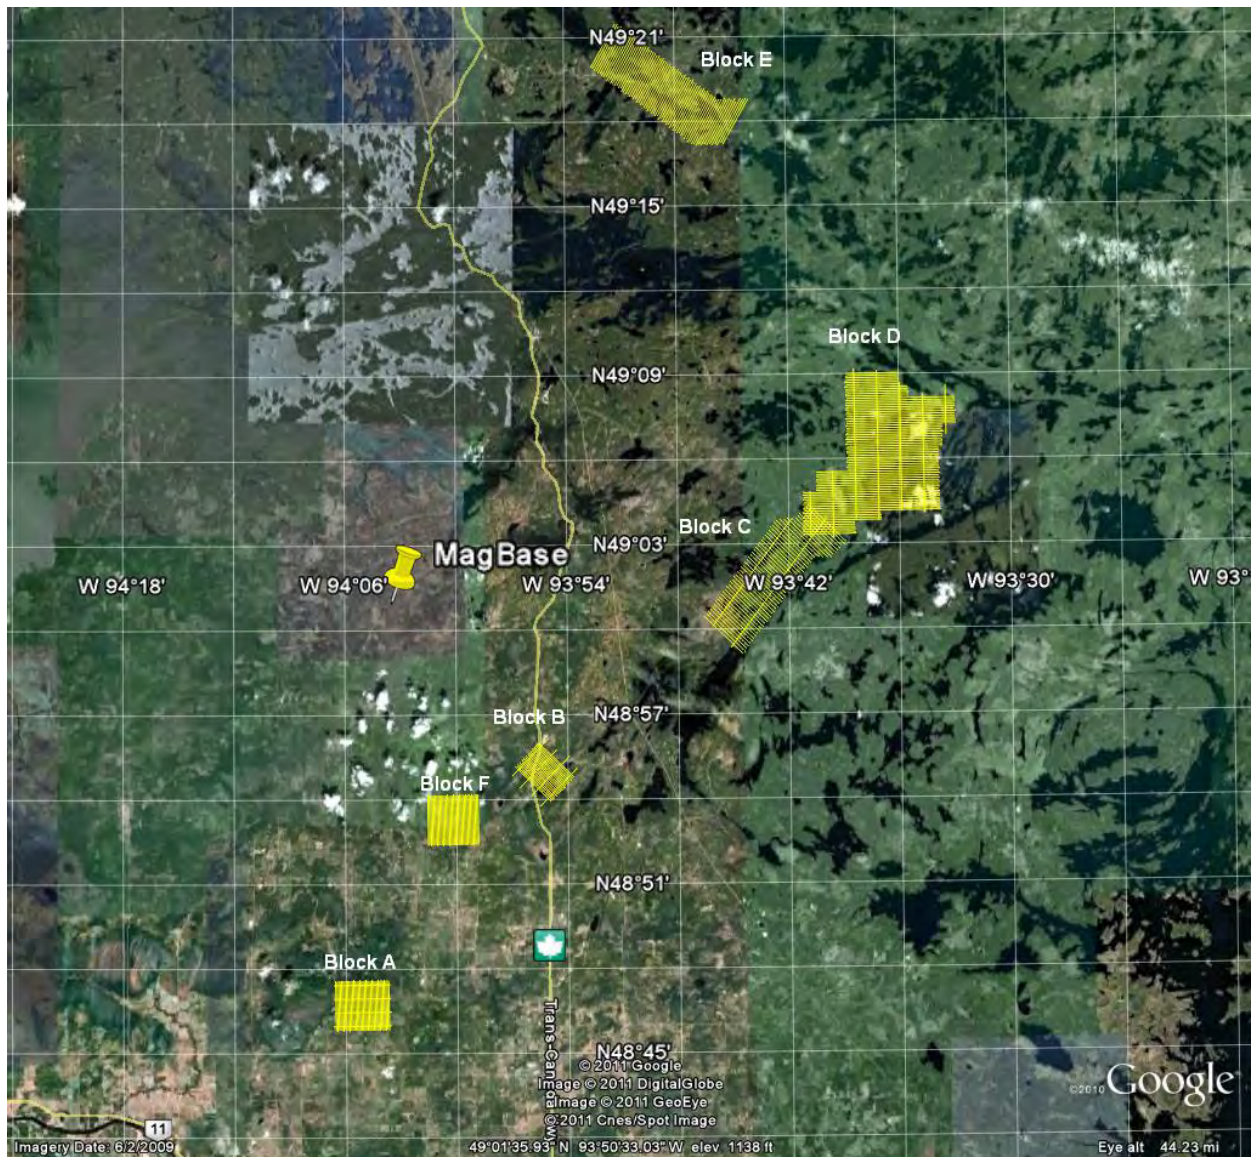 N49°21'
Block E
N49°15'
Block D
N49°09'
Block C
N49°03'
MagBase
W 94°18'
W 94°06'
W 93°54'
W 93°42'
W 93°30'
W 93°
N48°57'
Block B
Block F
N48°51'
Block A
Trans-Canada Hwy
N48°45'
© 2011 Google
Image © 2011 DigitalGlobe
Image © 2011 GeoEye
© 2011 Cnes/Spot Image
©2010 Google
11
Imagery Date: 6/2/2009
49°01'35.93" N 93°50'33.03" W elev 1138 ft
Eye alt 44.23 mi